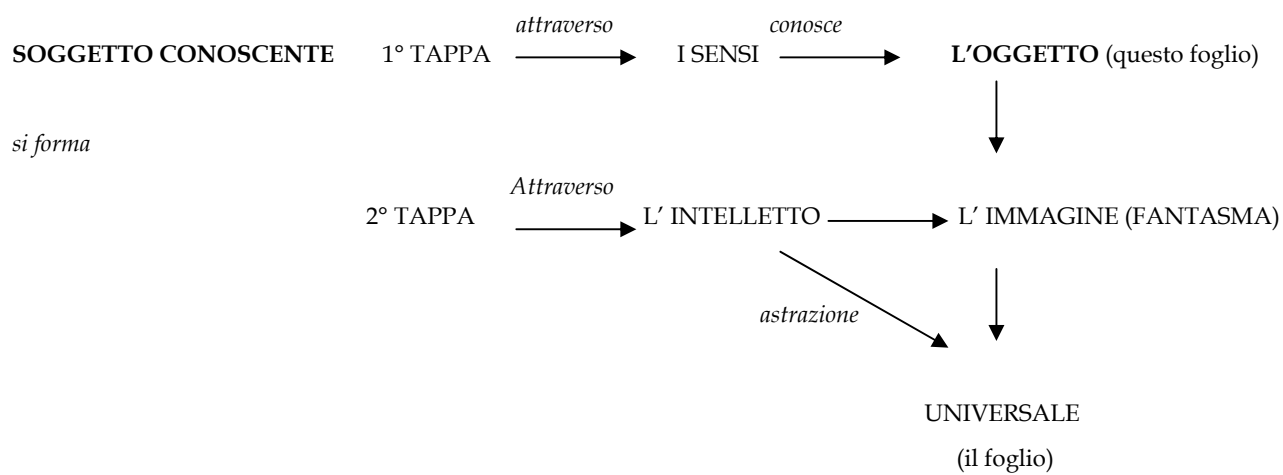 attraverso conosce
SOGGETTO CONOSCENTE 1° TAPPA I SENSI L’OGGETTO (questo foglio)
si forma
Attraverso
2° TAPPA L’ INTELLETTO L’ IMMAGINE (FANTASMA)
astrazione
UNIVERSALE
(il foglio)